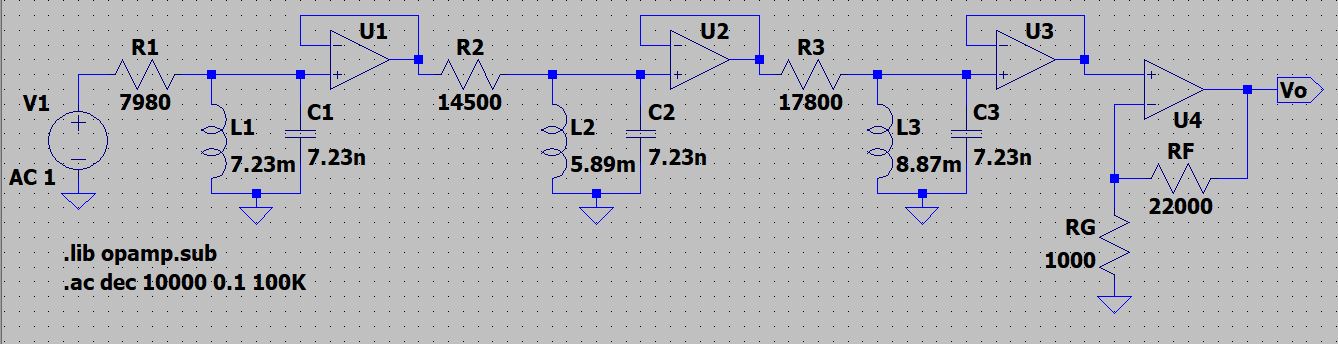 R1
7980
V1
AC 1
L1
7.23m
C1
7.23n
U1
R2
14500
L2
5.89m
C2
7.23n
U2
R3
17800
L3
8.87m
C3
7.23n
U3
U4
Vo
RF
22000
RG
1000
.lib opamp.sub
.ac dec 10000 0.1 100K